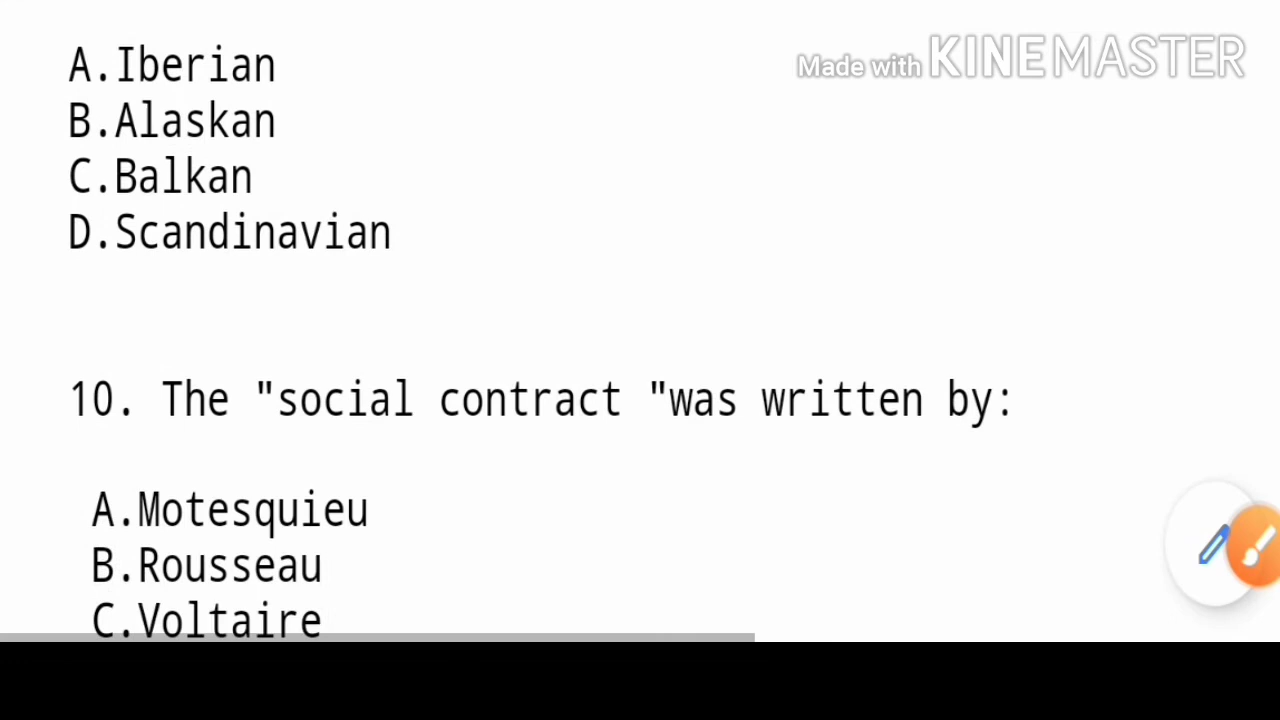 Made with KINEMASTER
A.Iberian
B.Alaskan
C.Balkan
D.Scandinavian
10. The "social contract "was written by:
A.Motesquieu
B.Rousseau
C.Voltaire